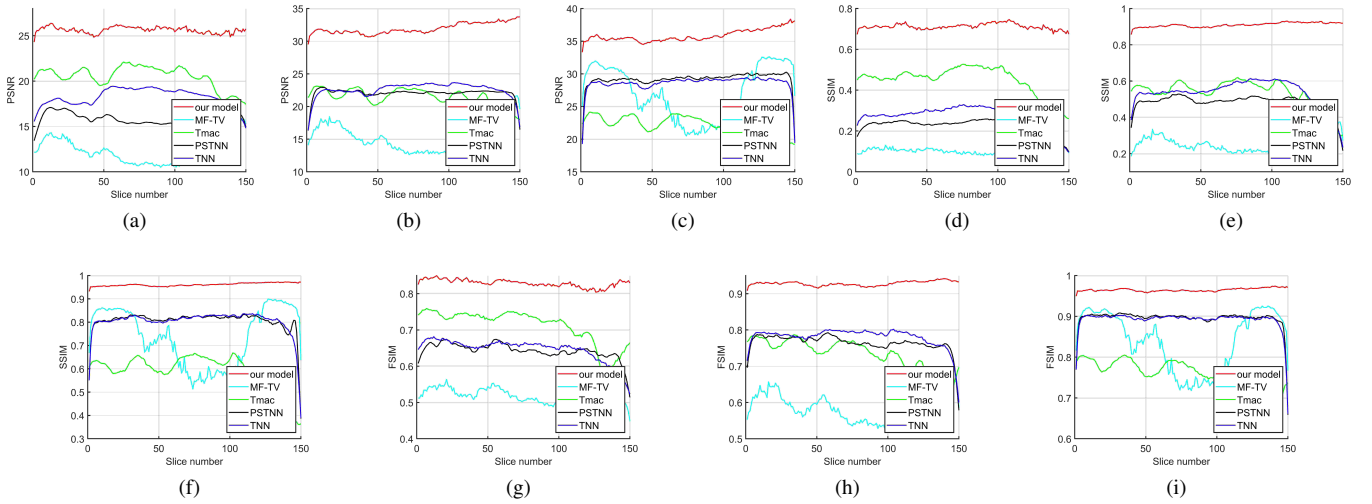 25
20
15
10
PSNR
0
50
100
150
Slice number
our model
MF-TV
Tmac
PSTNN
TNN
(a)
35
30
25
20
15
10
PSNR
0
50
100
150
Slice number
our model
MF-TV
Tmac
PSTNN
TNN
(b)
40
35
30
25
20
15
PSNR
0
50
100
150
Slice number
our model
MF-TV
Tmac
PSTNN
TNN
(c)
0.8
0.6
0.4
0.2
0
SSIM
0
50
100
150
Slice number
our model
MF-TV
Tmac
PSTNN
TNN
(d)
1
0.8
0.6
0.4
0.2
SSIM
0
50
100
150
Slice number
our model
MF-TV
Tmac
PSTNN
TNN
(e)
1
0.9
0.8
0.7
0.6
0.5
0.4
0.3
SSIM
0
50
100
150
Slice number
our model
MF-TV
Tmac
PSTNN
TNN
(f)
0.8
0.7
0.6
0.5
0.4
FSIM
0
50
100
150
Slice number
our model
MF-TV
Tmac
PSTNN
TNN
(g)
1
0.9
0.8
0.7
0.6
0.5
FSIM
0
50
100
150
Slice number
our model
MF-TV
Tmac
PSTNN
TNN
(h)
1
0.9
0.8
0.7
0.6
FSIM
0
50
100
150
Slice number
our model
MF-TV
Tmac
PSTNN
TNN
(i)